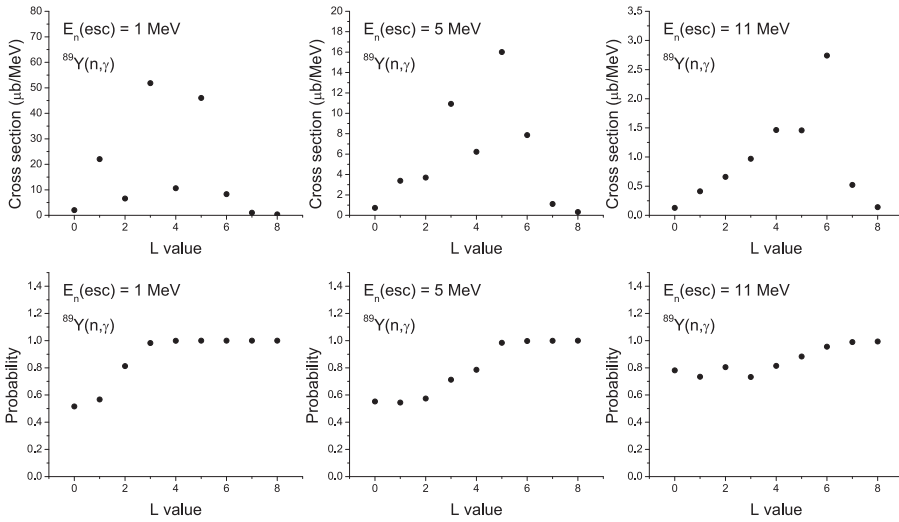 80
70
60
50
40
30
20
10
0
0 2 4 6 8
Cross section (μb/MeV)
L value
Eₙ(esc) = 1 MeV
⁸⁹Y(n,γ)
20
18
16
14
12
10
8
6
4
2
0
0 2 4 6 8
Cross section (μb/MeV)
L value
Eₙ(esc) = 5 MeV
⁸⁹Y(n,γ)
3.5
3.0
2.5
2.0
1.5
1.0
0.5
0.0
0 2 4 6 8
Cross section (μb/MeV)
L value
Eₙ(esc) = 11 MeV
⁸⁹Y(n,γ)
1.4
1.2
1.0
0.8
0.6
0.4
0.2
0.0
0 2 4 6 8
Probability
L value
Eₙ(esc) = 1 MeV
⁸⁹Y(n,γ)
1.4
1.2
1.0
0.8
0.6
0.4
0.2
0.0
0 2 4 6 8
Probability
L value
Eₙ(esc) = 5 MeV
⁸⁹Y(n,γ)
1.4
1.2
1.0
0.8
0.6
0.4
0.2
0.0
0 2 4 6 8
Probability
L value
Eₙ(esc) = 11 MeV
⁸⁹Y(n,γ)